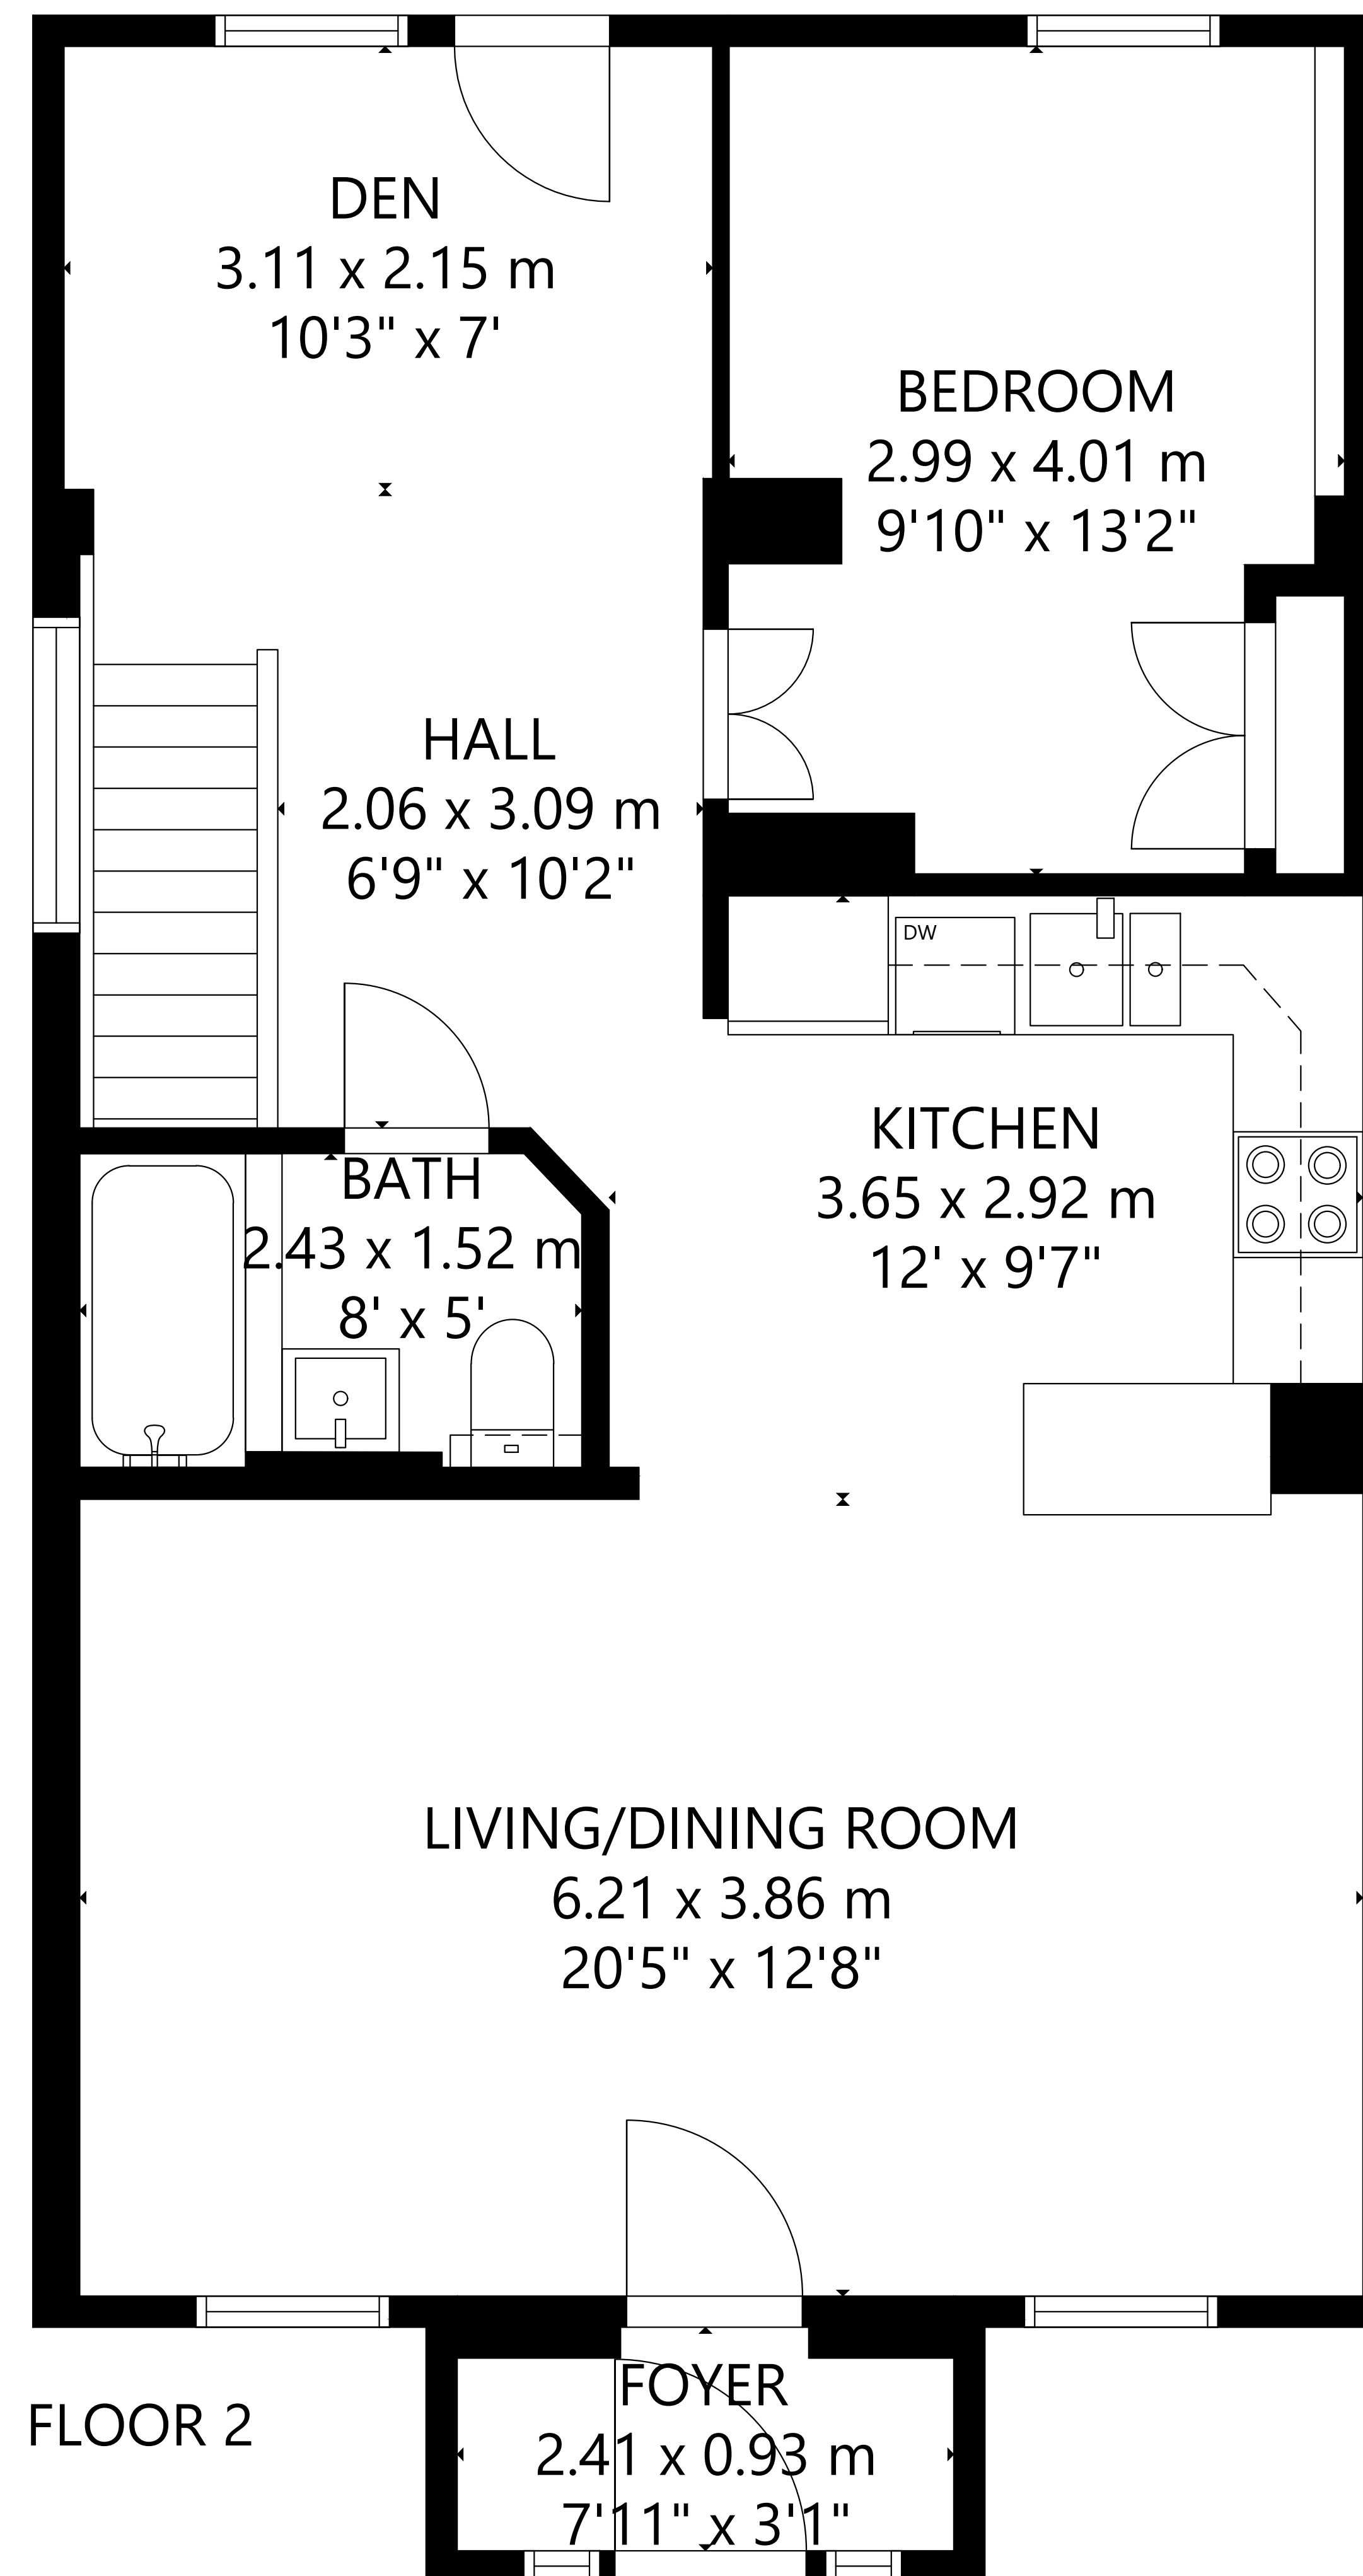 DEN
3.11 x 2.15 m
10'3" x 7'
BEDROOM
2.99 x 4.01 m
9'10" x 13'2"
HALL
2.06 x 3.09 m
6'9" x 10'2"
DW
KITCHEN
3.65 x 2.92 m
12' x 9'7"
BATH
2.43 x 1.52 m
8' x 5'
LIVING/DINING ROOM
6.21 x 3.86 m
20'5" x 12'8"
FOYER
2.41 x 0.93 m
7'11" x 3'1"
FLOOR 2